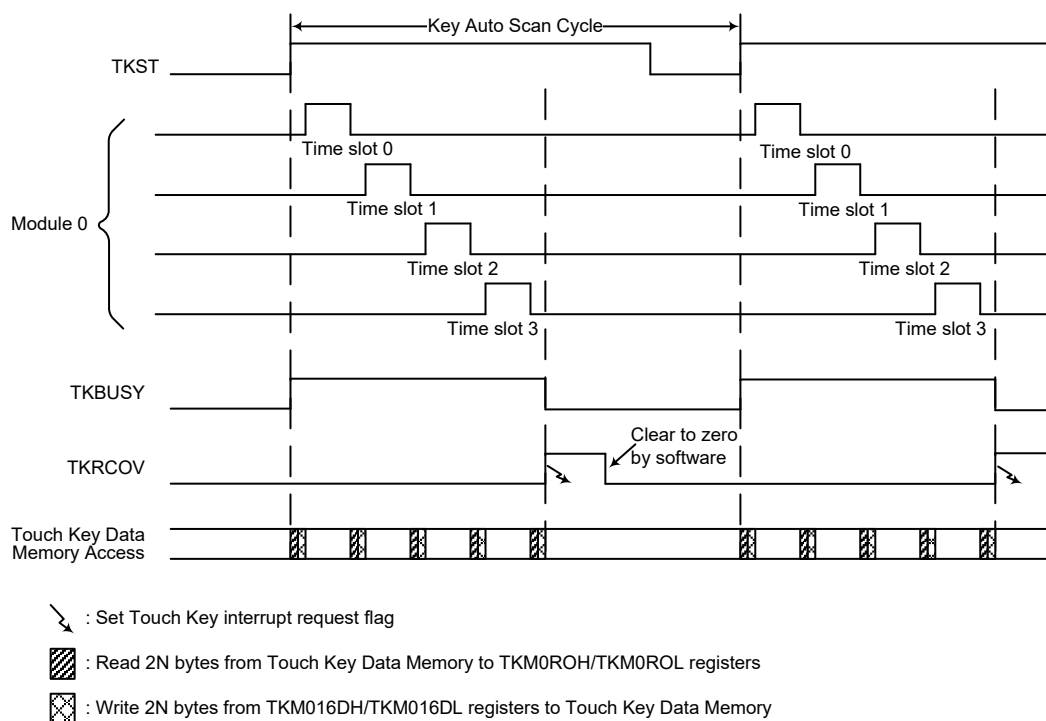 Key Auto Scan Cycle
TKST
Time slot 0
Time slot 0
Time slot 1
Time slot 1
Module 0
Time slot 2
Time slot 2
Time slot 3
Time slot 3
TKBUSY
Clear to zero
by software
TKRCOV
Touch Key Data
Memory Access
: Set Touch Key interrupt request flag
: Read 2N bytes from Touch Key Data Memory to TKM0ROH/TKM0ROL registers
: Write 2N bytes from TKM016DH/TKM016DL registers to Touch Key Data Memory